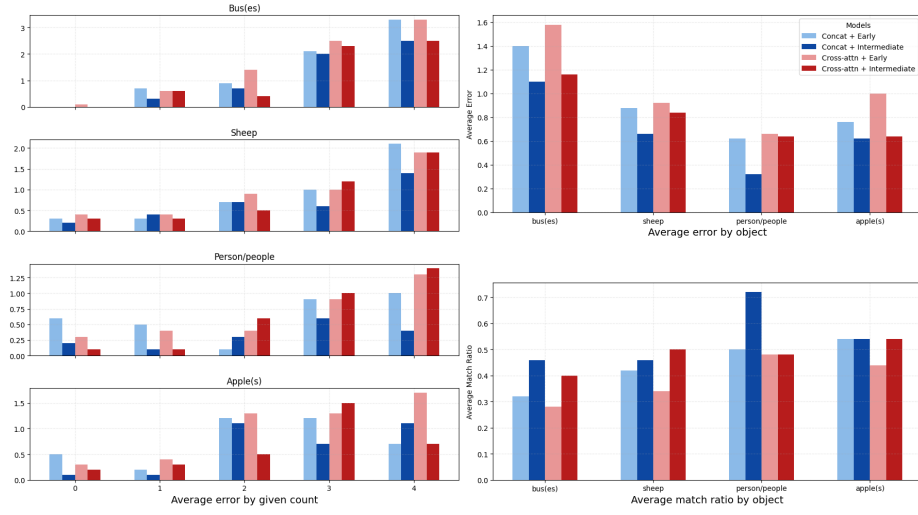 Bus(es)
3
2
1
0
Sheep
2.0
1.5
1.0
0.5
0.0
Person/people
1.25
1.00
0.75
0.50
0.25
0.00
Apple(s)
1.5
1.0
0.5
0.0
0 1 2 3 4
Average error by given count
1.6
1.4
1.2
1.0
0.8
0.6
0.4
0.2
0.0
Average Error
Models
Concat + Early
Concat + Intermediate
Cross-attn + Early
Cross-attn + Intermediate
bus(es) sheep person/people apple(s)
Average error by object
0.7
0.6
0.5
0.4
0.3
0.2
0.1
0.0
Average Match Ratio
bus(es) sheep person/people apple(s)
Average match ratio by object